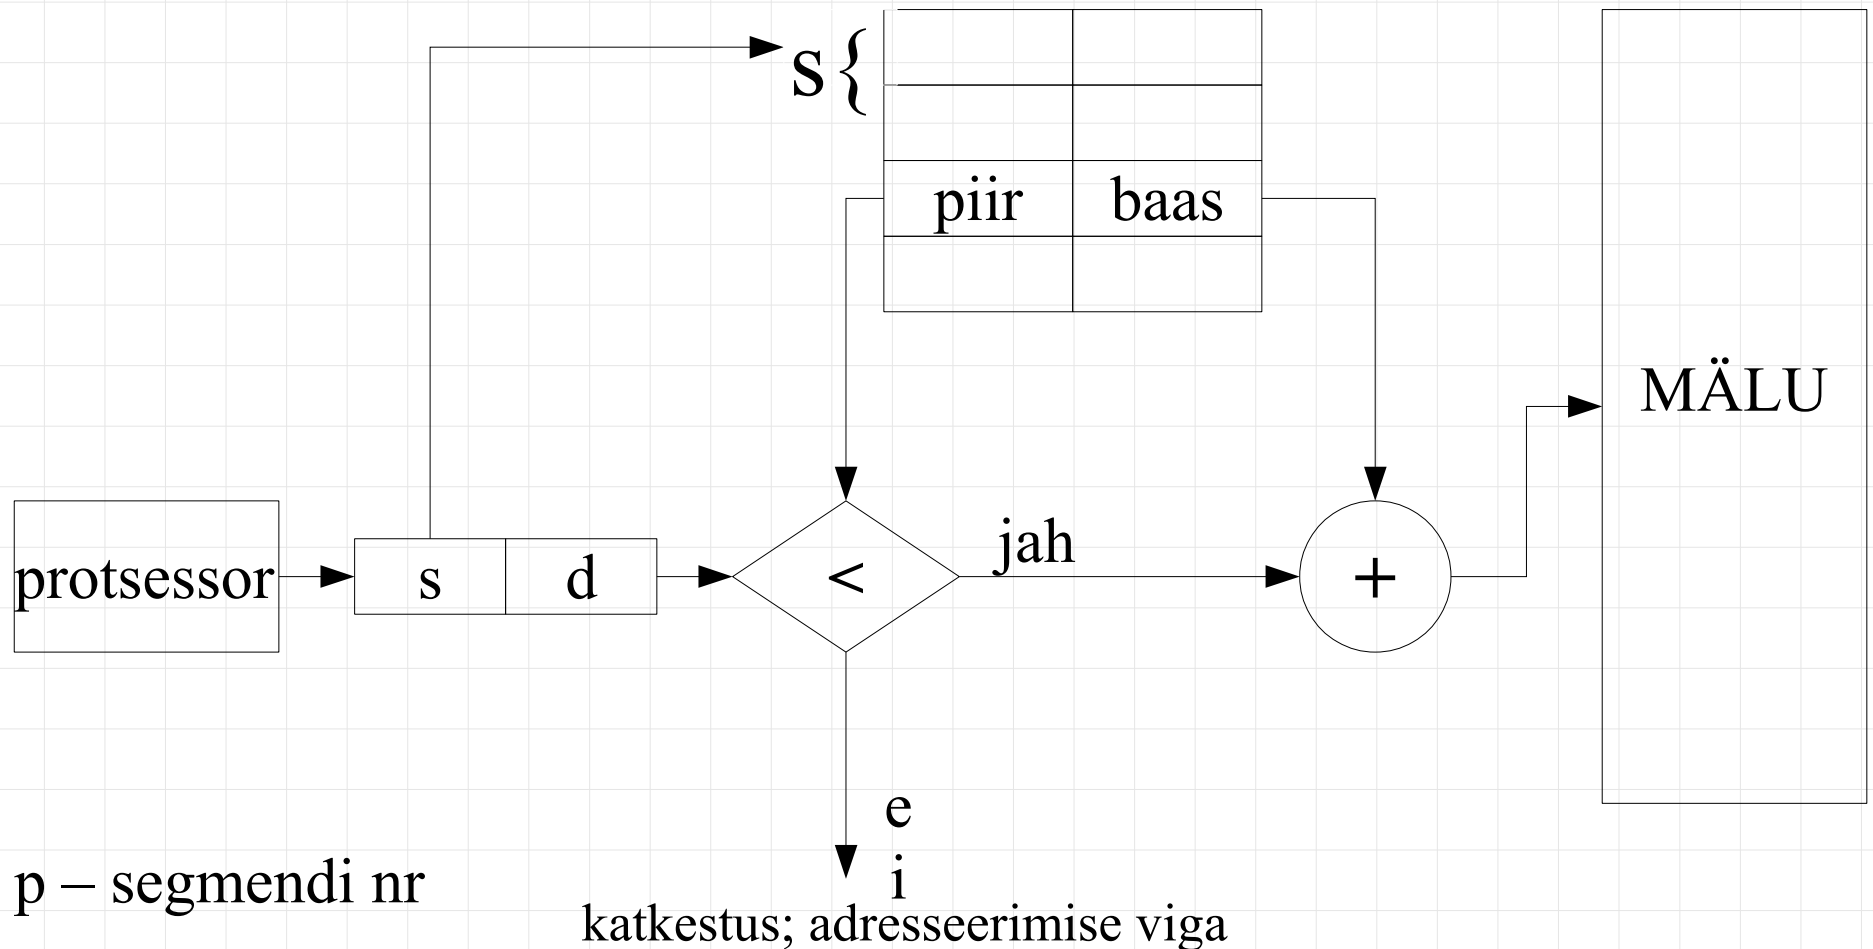 s{
piir
baas
MÄLU
protsessor
s
d
<
jah
+
e
i
p – segmendi nr
katkestus; adresseerimise viga